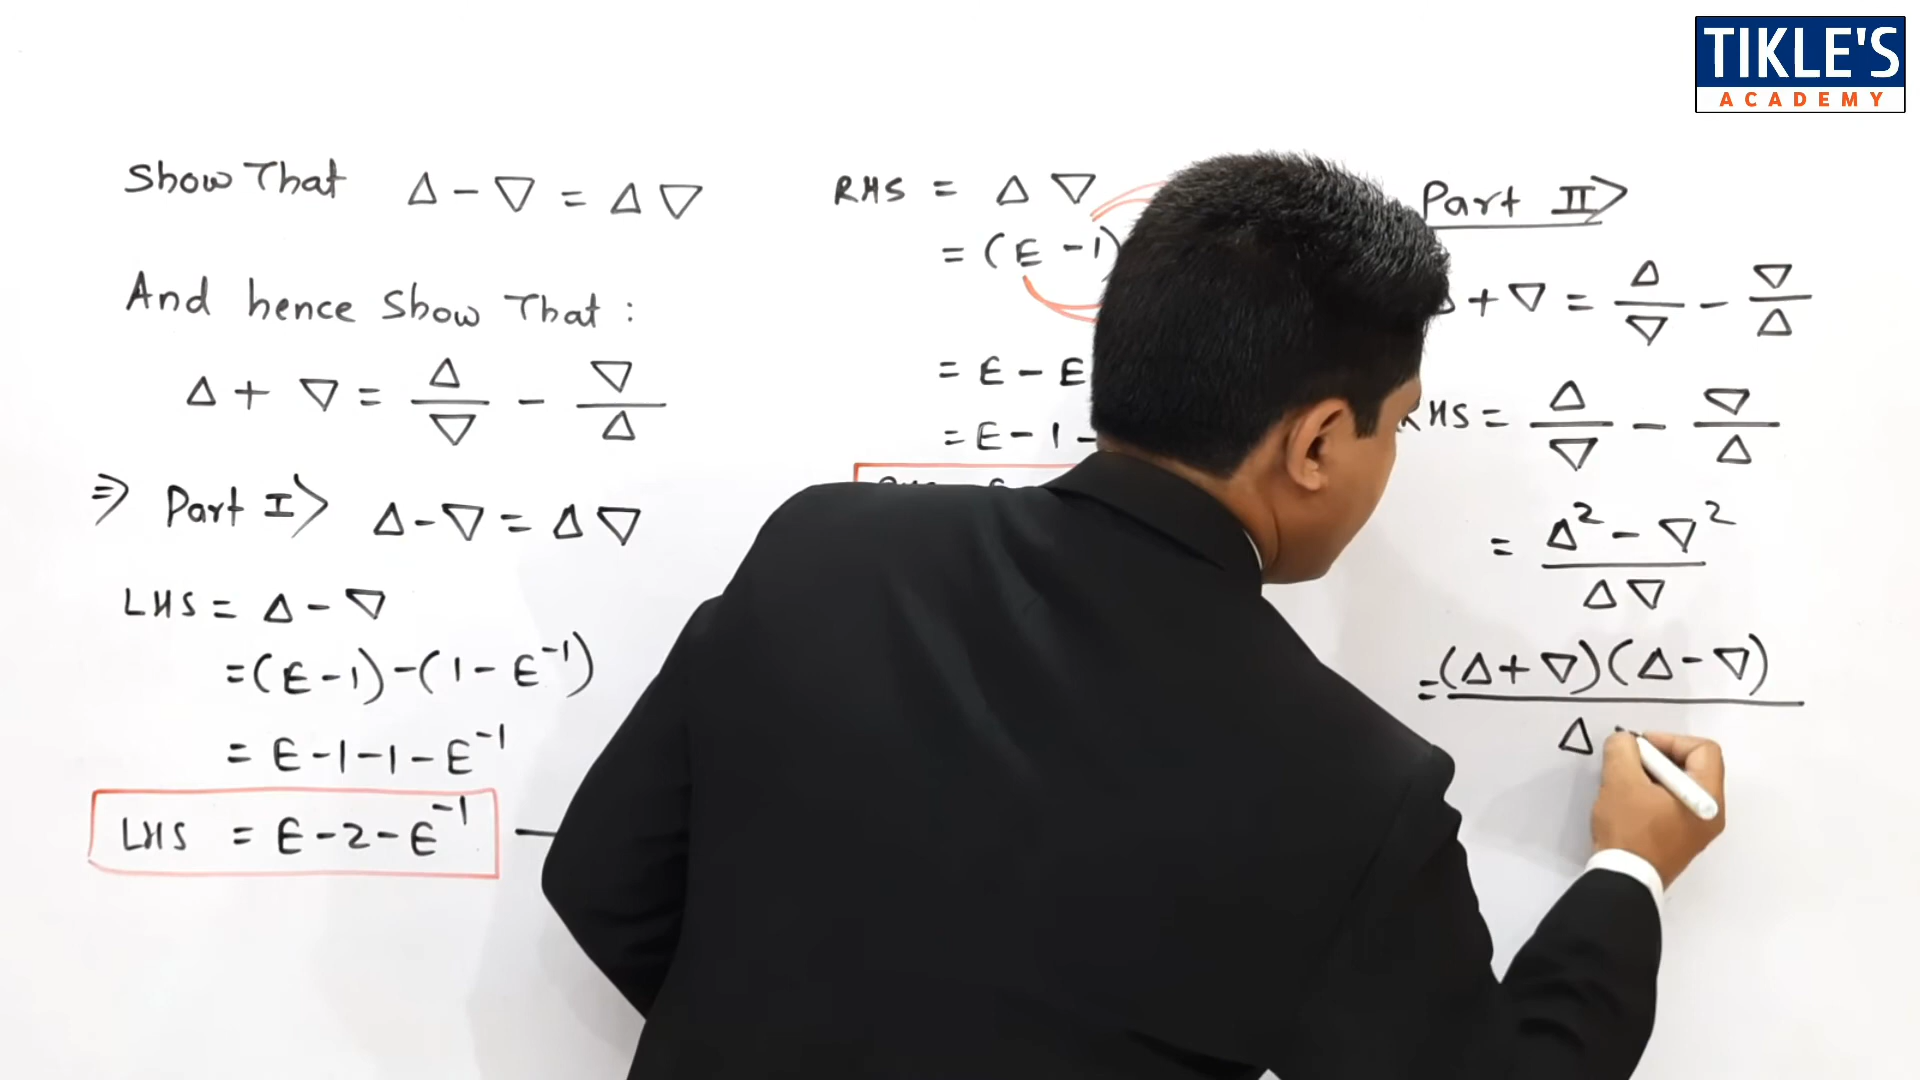 TIKLE'S
ACADEMY
Show That Δ - ∇ = Δ ∇
And hence Show That :
Δ + ∇ = Δ/∇ - ∇/Δ
⇒ Part I> Δ - ∇ = Δ ∇
LHS = Δ - ∇
= (E - 1) - (1 - E⁻¹)
= E - 1 - 1 - E⁻¹
LHS = E - 2 - E⁻¹ —
RHS = Δ ∇
= (E - 1)
= E - E
= E - 1 -
Part II>
+ ∇ = Δ/∇ - ∇/Δ
RHS = Δ/∇ - ∇/Δ
= Δ² - ∇² / Δ ∇
= (Δ + ∇)(Δ - ∇) / Δ